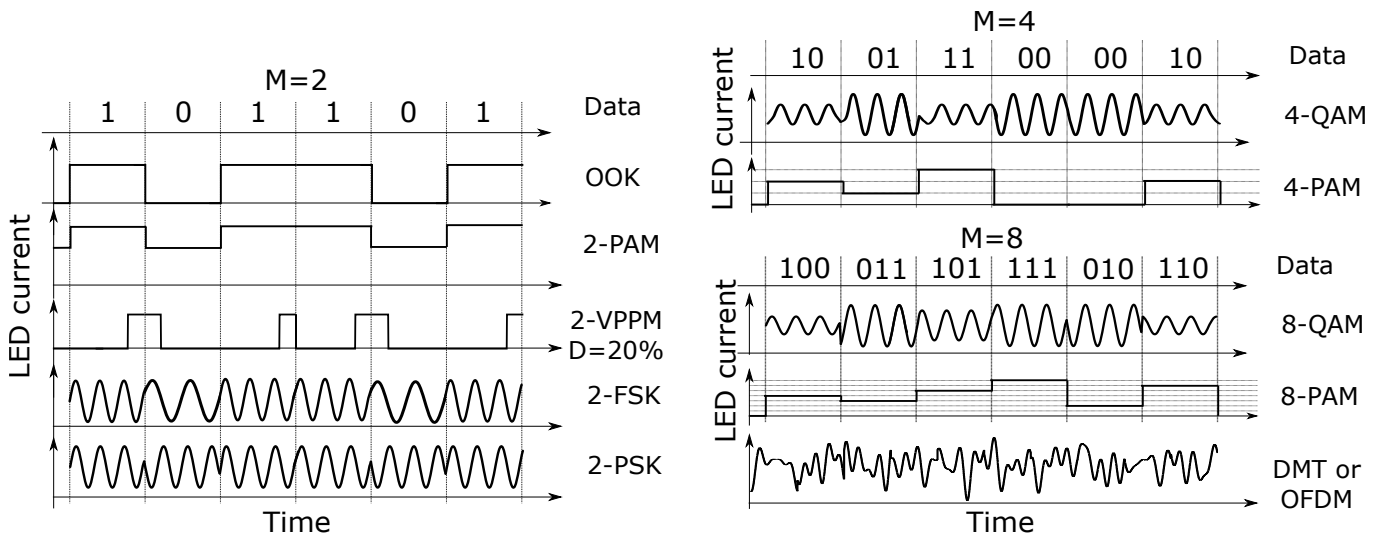 M=2
1 0 1 1 0 1 Data
OOK
2-PAM
2-VPPM
D=20%
2-FSK
2-PSK
LED current
Time
M=4
10 01 11 00 00 10 Data
4-QAM
4-PAM
LED current
M=8
100 011 101 111 010 110 Data
8-QAM
8-PAM
LED current
DMT or
OFDM
Time